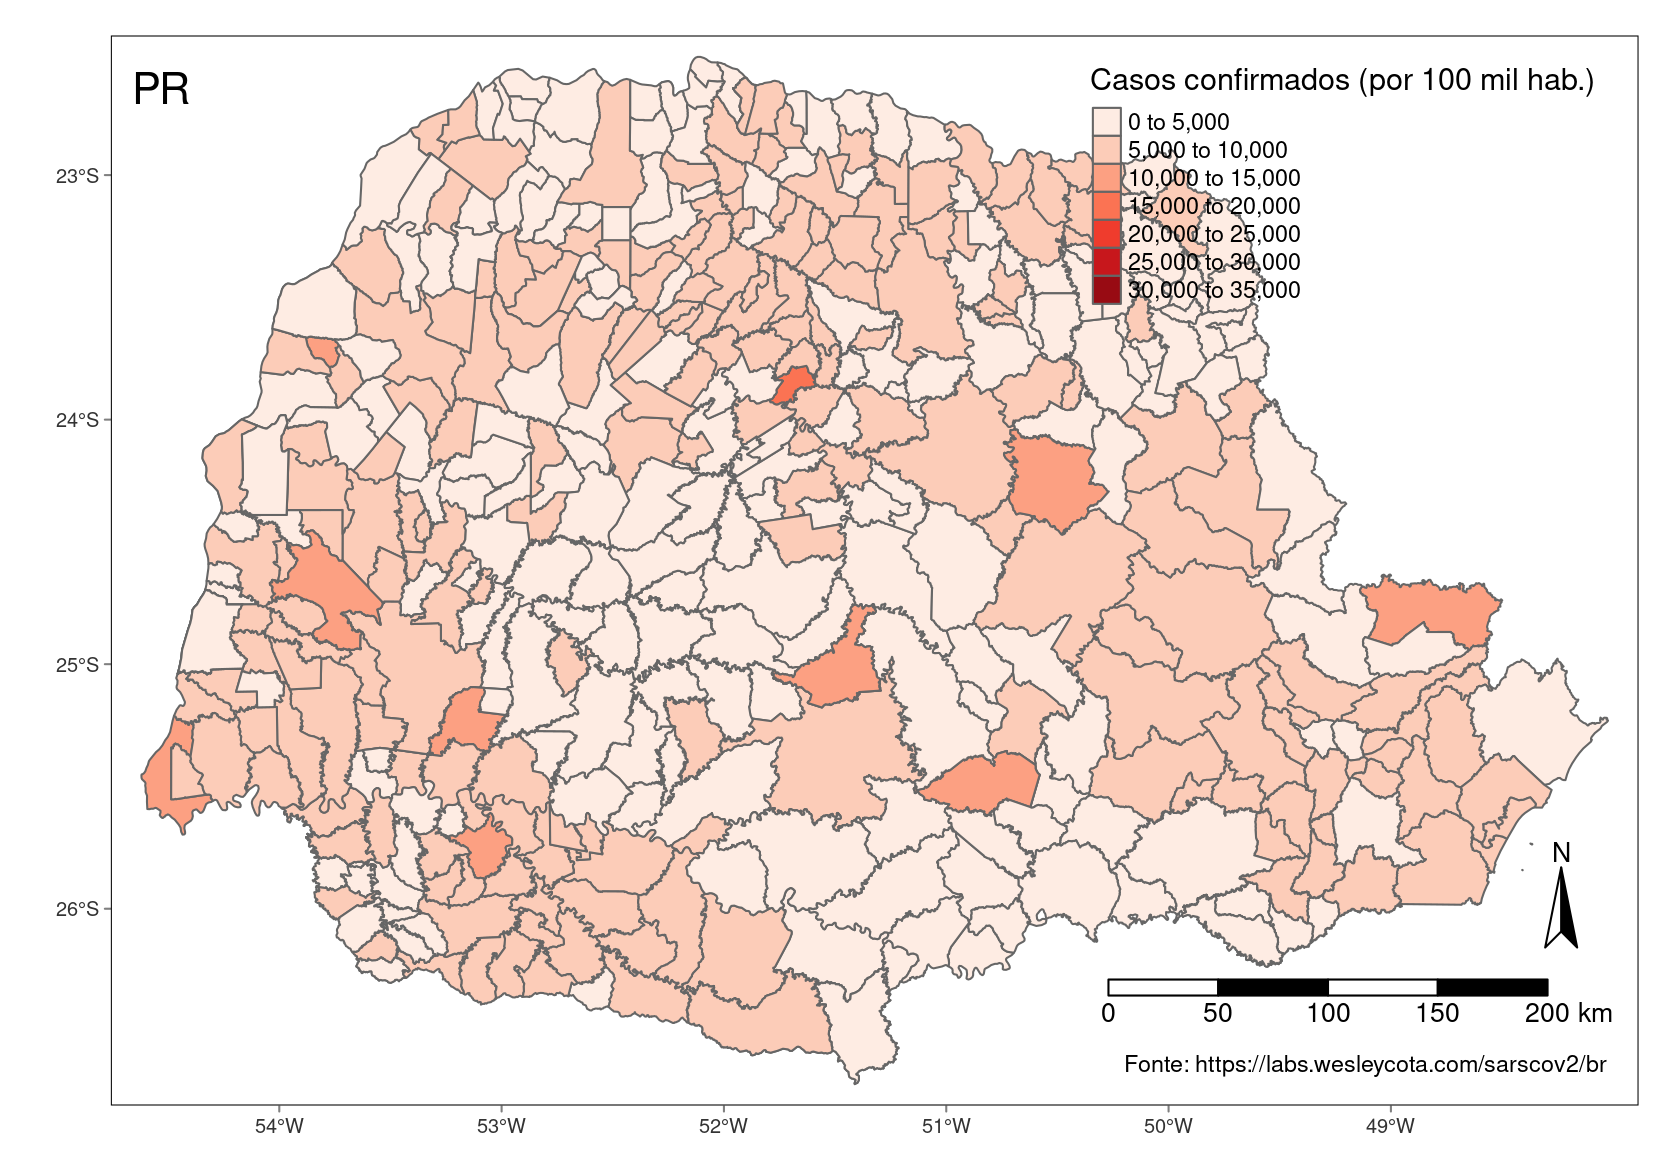 PR
Casos confirmados (por 100 mil hab.)
0 to 5,000
5,000 to 10,000
10,000 to 15,000
15,000 to 20,000
20,000 to 25,000
25,000 to 30,000
30,000 to 35,000
23°S
24°S
25°S
26°S
N
0 50 100 150 200 km
Fonte: https://labs.wesleycota.com/sarscov2/br
54°W 53°W 52°W 51°W 50°W 49°W